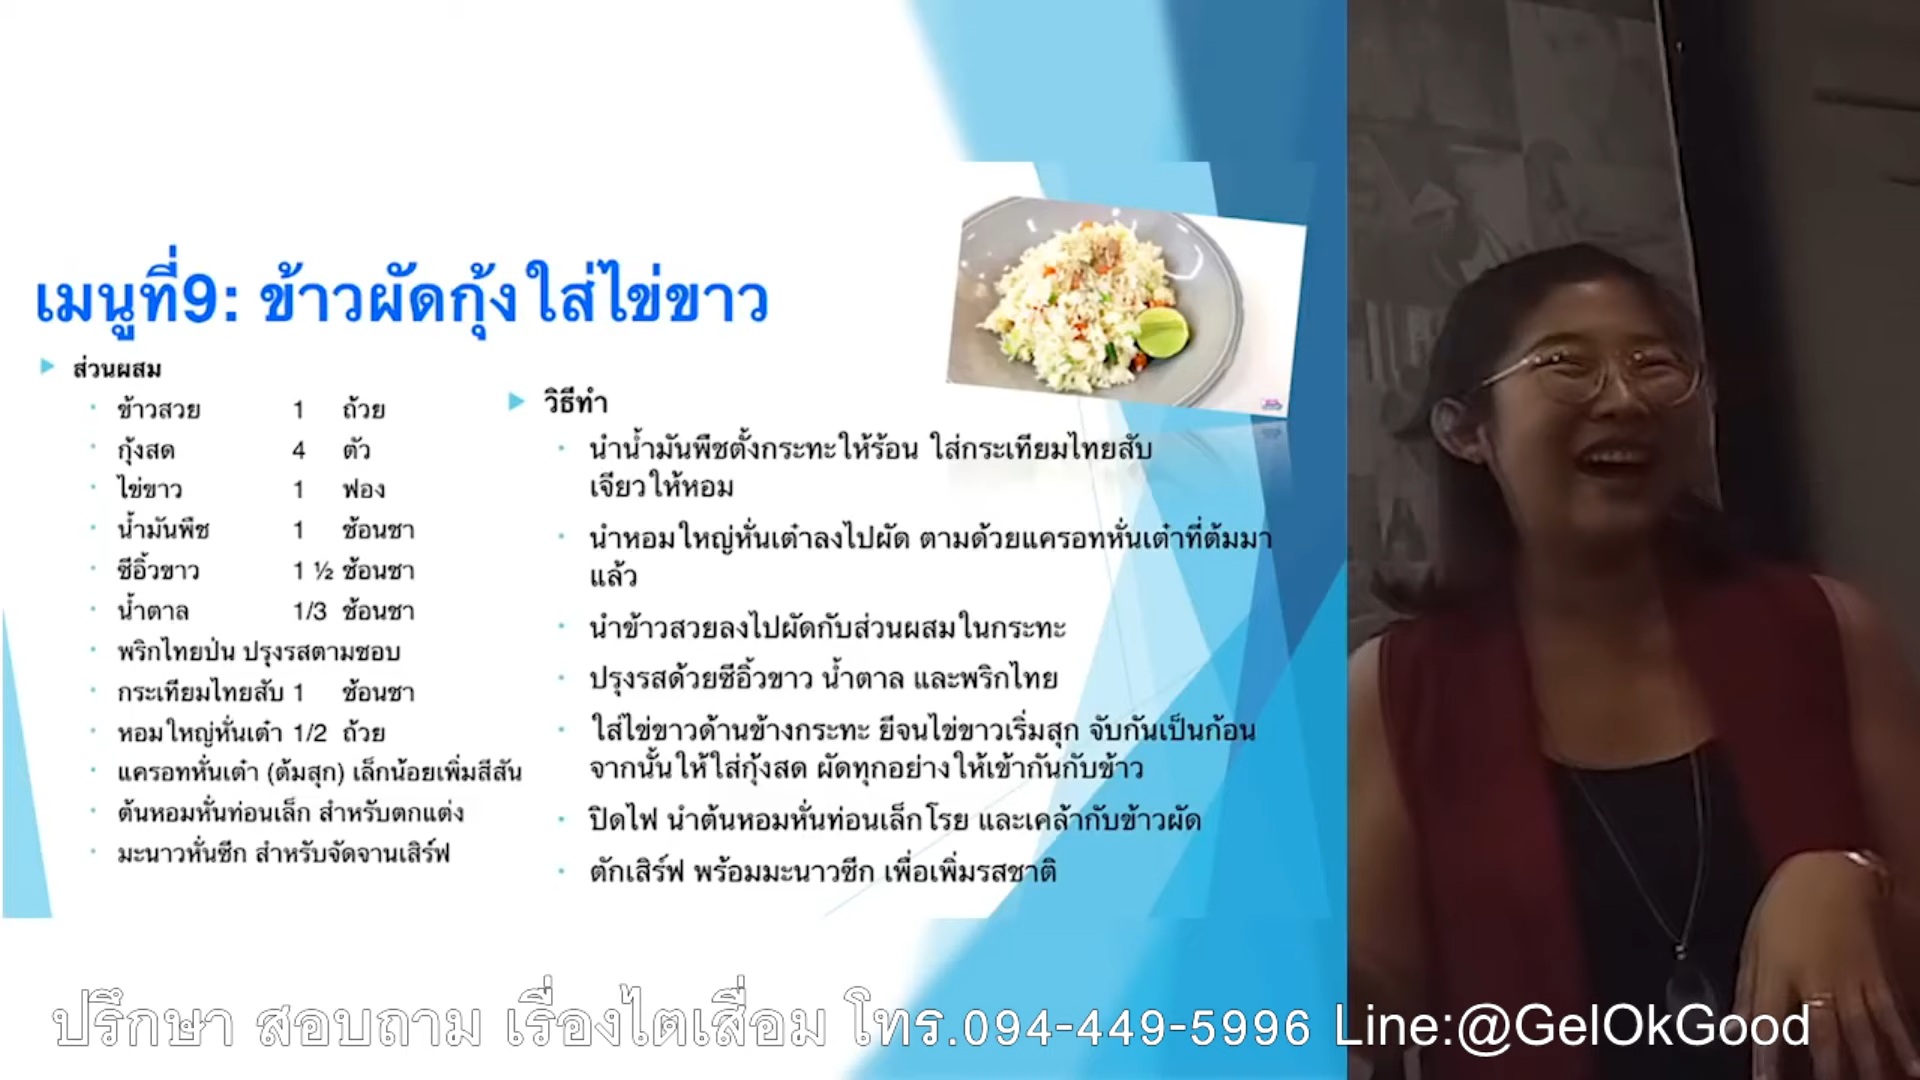 เมนูที่9: ข้าวผัดกุ้งใส่ไข่ขาว
ส่วนผสม
ข้าวสวย 1 ถ้วย
กุ้งสด 4 ตัว
ไข่ขาว 1 ฟอง
น้ำมันพืช 1 ช้อนชา
ซีอิ้วขาว 1 ½ ช้อนชา
น้ำตาล 1/3 ช้อนชา
พริกไทยป่น ปรุงรสตามชอบ
กระเทียมไทยสับ 1 ช้อนชา
หอมใหญ่หั่นเต๋า 1/2 ถ้วย
แครอทหั่นเต๋า (ต้มสุก) เล็กน้อยเพิ่มสีสัน
ต้นหอมหั่นท่อนเล็ก สำหรับตกแต่ง
มะนาวหั่นซีก สำหรับจัดจานเสิร์ฟ
วิธีทำ
นำน้ำมันพืชตั้งกระทะให้ร้อน ใส่กระเทียมไทยสับ
เจียวให้หอม
นำหอมใหญ่หั่นเต๋าลงไปผัด ตามด้วยแครอทหั่นเต๋าที่ต้มมา
แล้ว
นำข้าวสวยลงไปผัดกับส่วนผสมในกระทะ
ปรุงรสด้วยซีอิ้วขาว น้ำตาล และพริกไทย
ใส่ไข่ขาวด้านข้างกระทะ ยีจนไข่ขาวเริ่มสุก จับกันเป็นก้อน
จากนั้นให้ใส่กุ้งสด ผัดทุกอย่างให้เข้ากันกับข้าว
ปิดไฟ นำต้นหอมหั่นท่อนเล็กโรย และเคล้ากับข้าวผัด
ตักเสิร์ฟ พร้อมมะนาวซีก เพื่อเพิ่มรสชาติ
ปรึกษา สอบถาม เรื่องไตเสื่อม โทร.094-449-5996 Line:@GelOkGood